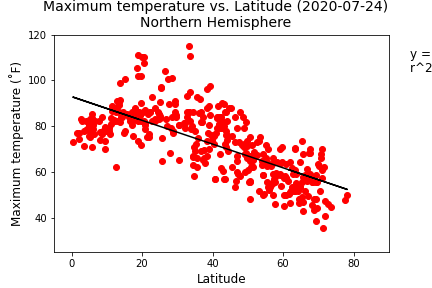 Maximum temperature vs. Latitude (2020-07-24)
Northern Hemisphere
y =
r^2
120
100
80
60
40
Maximum temperature (˚F)
0
20
40
60
80
Latitude